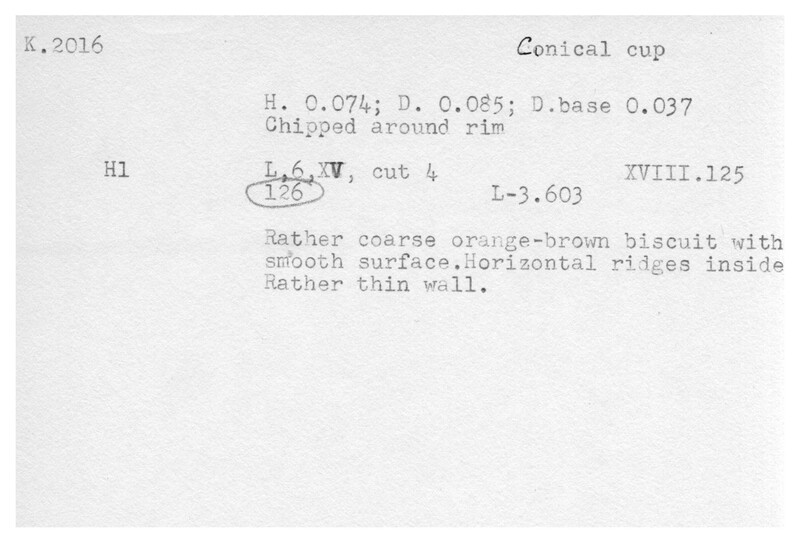 K.2016 Conical cup
H. 0.074; D. 0.085; D.base 0.037
Chipped around rim
H1 L,6,XV, cut 4 XVIII.125
126 L-3.603
Rather coarse orange-brown biscuit with
smooth surface.Horizontal ridges inside
Rather thin wall.